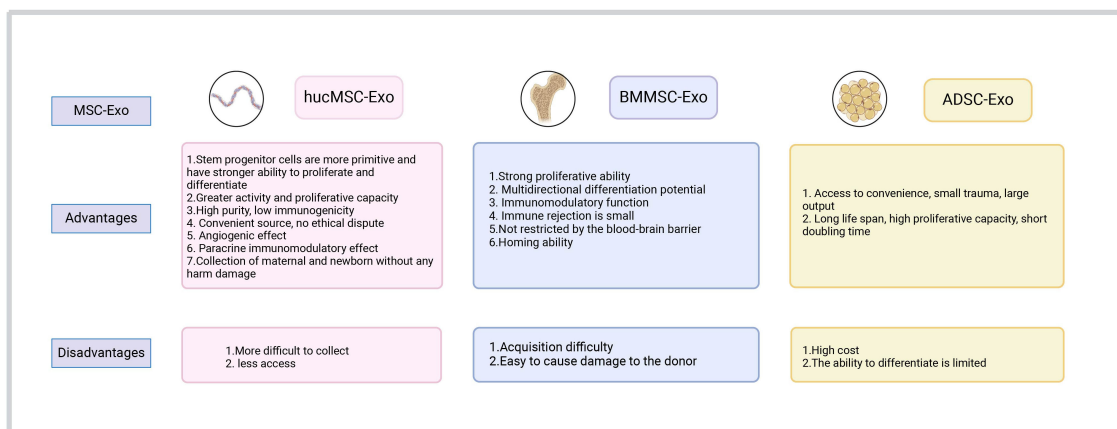 MSC-Exo
hucMSC-Exo
BMMSC-Exo
ADSC-Exo
Advantages
1.Stem progenitor cells are more primitive and
have stronger ability to proliferate and
differentiate
2.Greater activity and proliferative capacity
3.High purity, low immunogenicity
4. Convenient source, no ethical dispute
5. Angiogenic effect
6. Paracrine immunomodulatory effect
7.Collection of maternal and newborn without any
harm damage
1.Strong proliferative ability
2. Multidirectional differentiation potential
3. Immunomodulatory function
4. Immune rejection is small
5.Not restricted by the blood-brain barrier
6.Homing ability
1. Access to convenience, small trauma, large
output
2. Long life span, high proliferative capacity, short
doubling time
Disadvantages
1.More difficult to collect
2. less access
1.Acquisition difficulty
2.Easy to cause damage to the donor
1.High cost
2.The ability to differentiate is limited